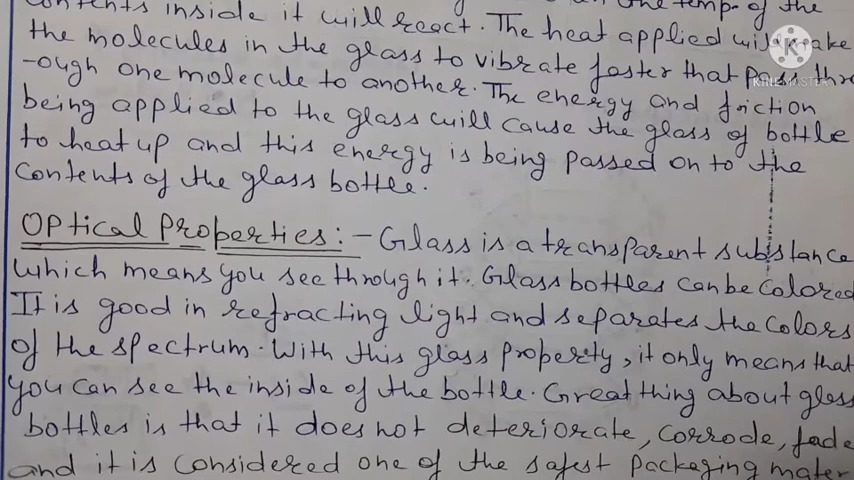 contents inside it will react. The heat applied will make
the molecules in the glass to vibrate faster that pass thr
-ough one molecule to another. The energy and friction
being applied to the glass will cause the glass of bottle
to heat up and this energy is being passed on to the
contents of the glass bottle.
Optical Properties:- Glass is a transparent substance
which means you see through it. Glass bottles can be colored
It is good in refracting light and separates the colors
of the spectrum. With this glass property, it only means that
you can see the inside of the bottle. Great thing about glass
bottles is that it does not deteriorate, corrode, fade
and it is considered one of the safest packaging mater